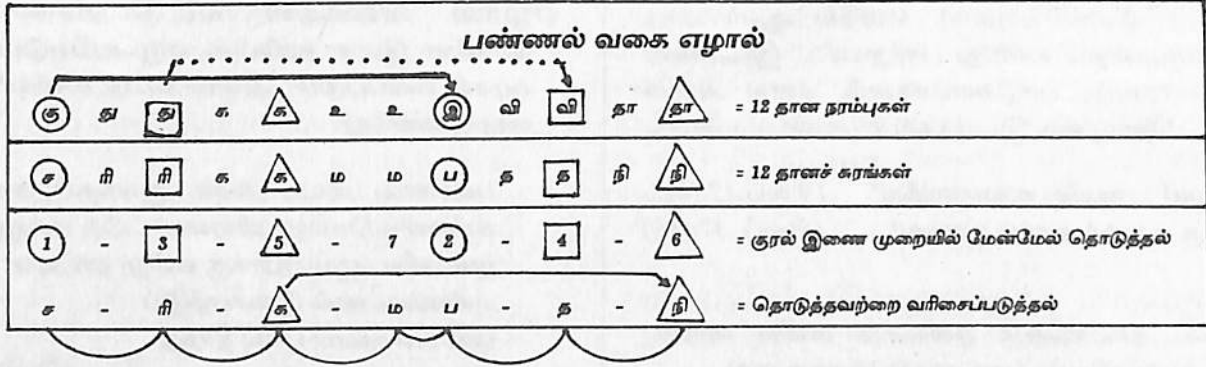 பண்ணல் வகை எழால்
கு து து க க உ இ வி வி தா தா = 12 தான நரம்புகள்
ச ரி ரி க க ம ம ப த த நி நி = 12 தானச் சுரங்கள்
1 - 3 - 5 - 7 2 - 4 - 6 = குரல் இணை முறையில் மேன்மேல் தொடுத்தல்
ச - ரி - க - ம ப - த - நி - தொடுத்தவற்றை வரிசைப்படுத்தல்